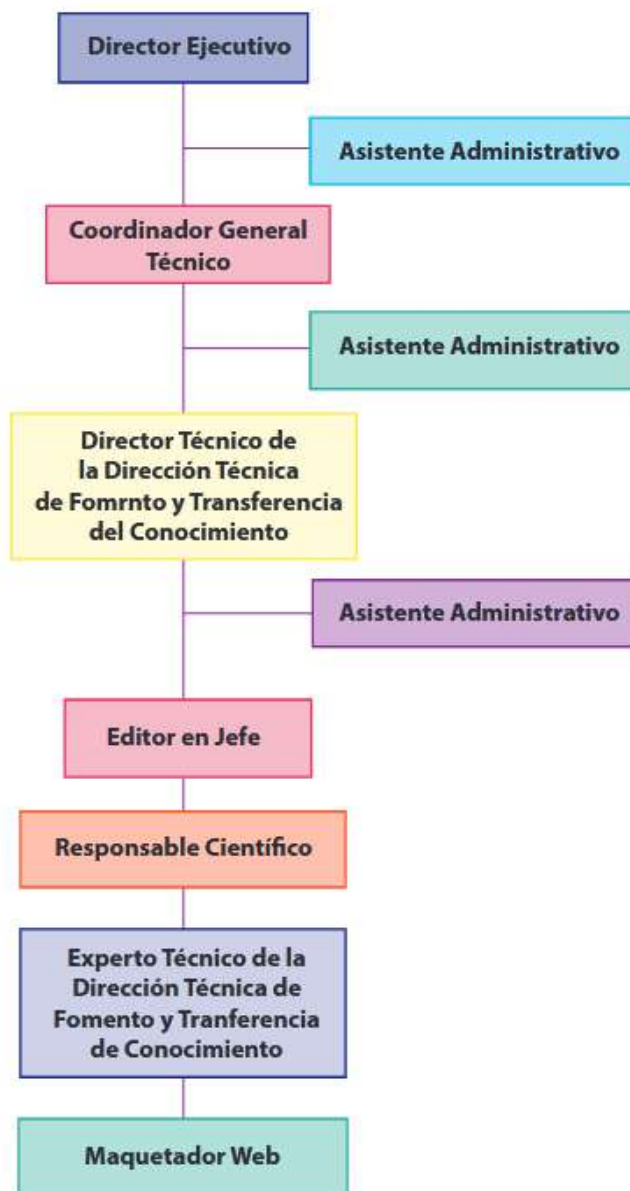 Director Ejecutivo
Asistente Administrativo
Coordinador General
Técnico
Asistente Administrativo
Director Técnico de
la Dirección Técnica
de Fomrnto y Transferencia
del Conocimiento
Asistente Administrativo
Editor en Jefe
Responsable Científico
Experto Técnico de la
Dirección Técnica de
Fomento y Tranferencia
de Conocimiento
Maquetador Web